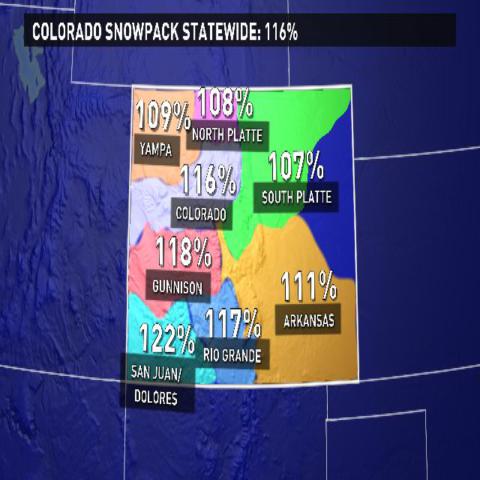 COLORADO SNOWPACK STATEWIDE: 116%
109%
YAMPA
108%
NORTH PLATTE
107%
SOUTH PLATTE
116%
COLORADO
118%
GUNNISON
111%
ARKANSAS
122%
SAN JUAN/
DOLORES
117%
RIO GRANDE